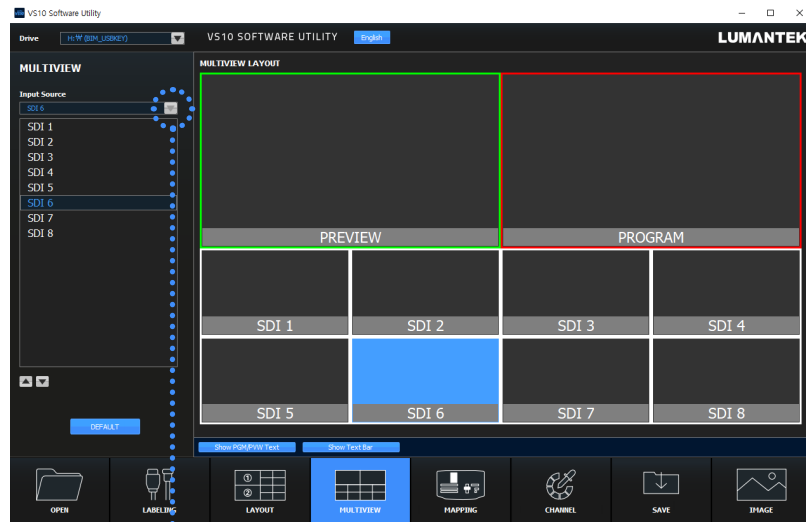 VS10 Software Utility
Drive H:₩ (BIM_USBKEY) VS10 SOFTWARE UTILITY English LUMANTEK
MULTIVIEW
Input Source
SDI 6
SDI 1
SDI 2
SDI 3
SDI 4
SDI 5
SDI 6
SDI 7
SDI 8
DEFAULT
MULTIVIEW LAYOUT
PREVIEW PROGRAM
SDI 1 SDI 2 SDI 3 SDI 4
SDI 5 SDI 6 SDI 7 SDI 8
Show PGM/PVW Text Show Text Bar
① ②
OPEN LABELING LAYOUT MULTIVIEW MAPPING CHANNEL SAVE IMAGE